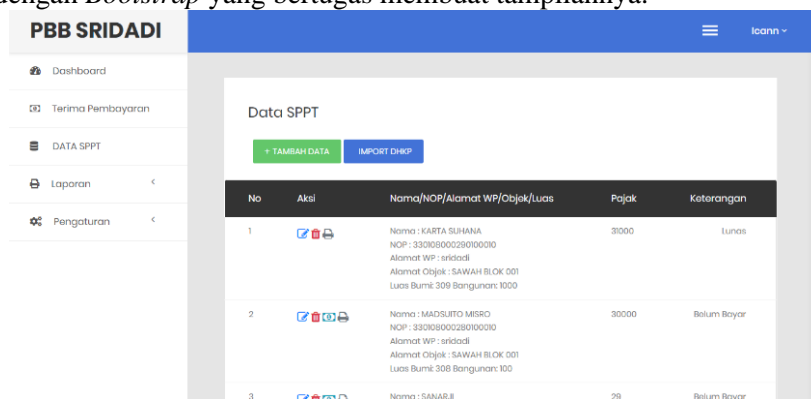 dengan Bootstrap yang bertugas membuat tampilannya.
PBB SRIDADI
Icann
Dashboard
Terima Pembayaran
DATA SPPT
Laporan
Pengaturan
Data SPPT
+ TAMBAH DATA IMPORT DHKP
No Aksi Nama/NOP/Alamat WP/Objek/Luas Pajak Keterangan
1 Nama : KARTA SUHANA 31000 Lunas
NOP : 330108000290100010
Alamat WP : sridadi
Alamat Objek : SAWAH BLOK 001
Luas Bumi: 309 Bangunan: 1000
2 Nama : MADSUITO MISRO 30000 Belum Bayar
NOP : 330108000280100010
Alamat WP : sridadi
Alamat Objek : SAWAH BLOK 001
Luas Bumi: 308 Bangunan: 100
3 Nama : SANARJI 29 Belum Bayar